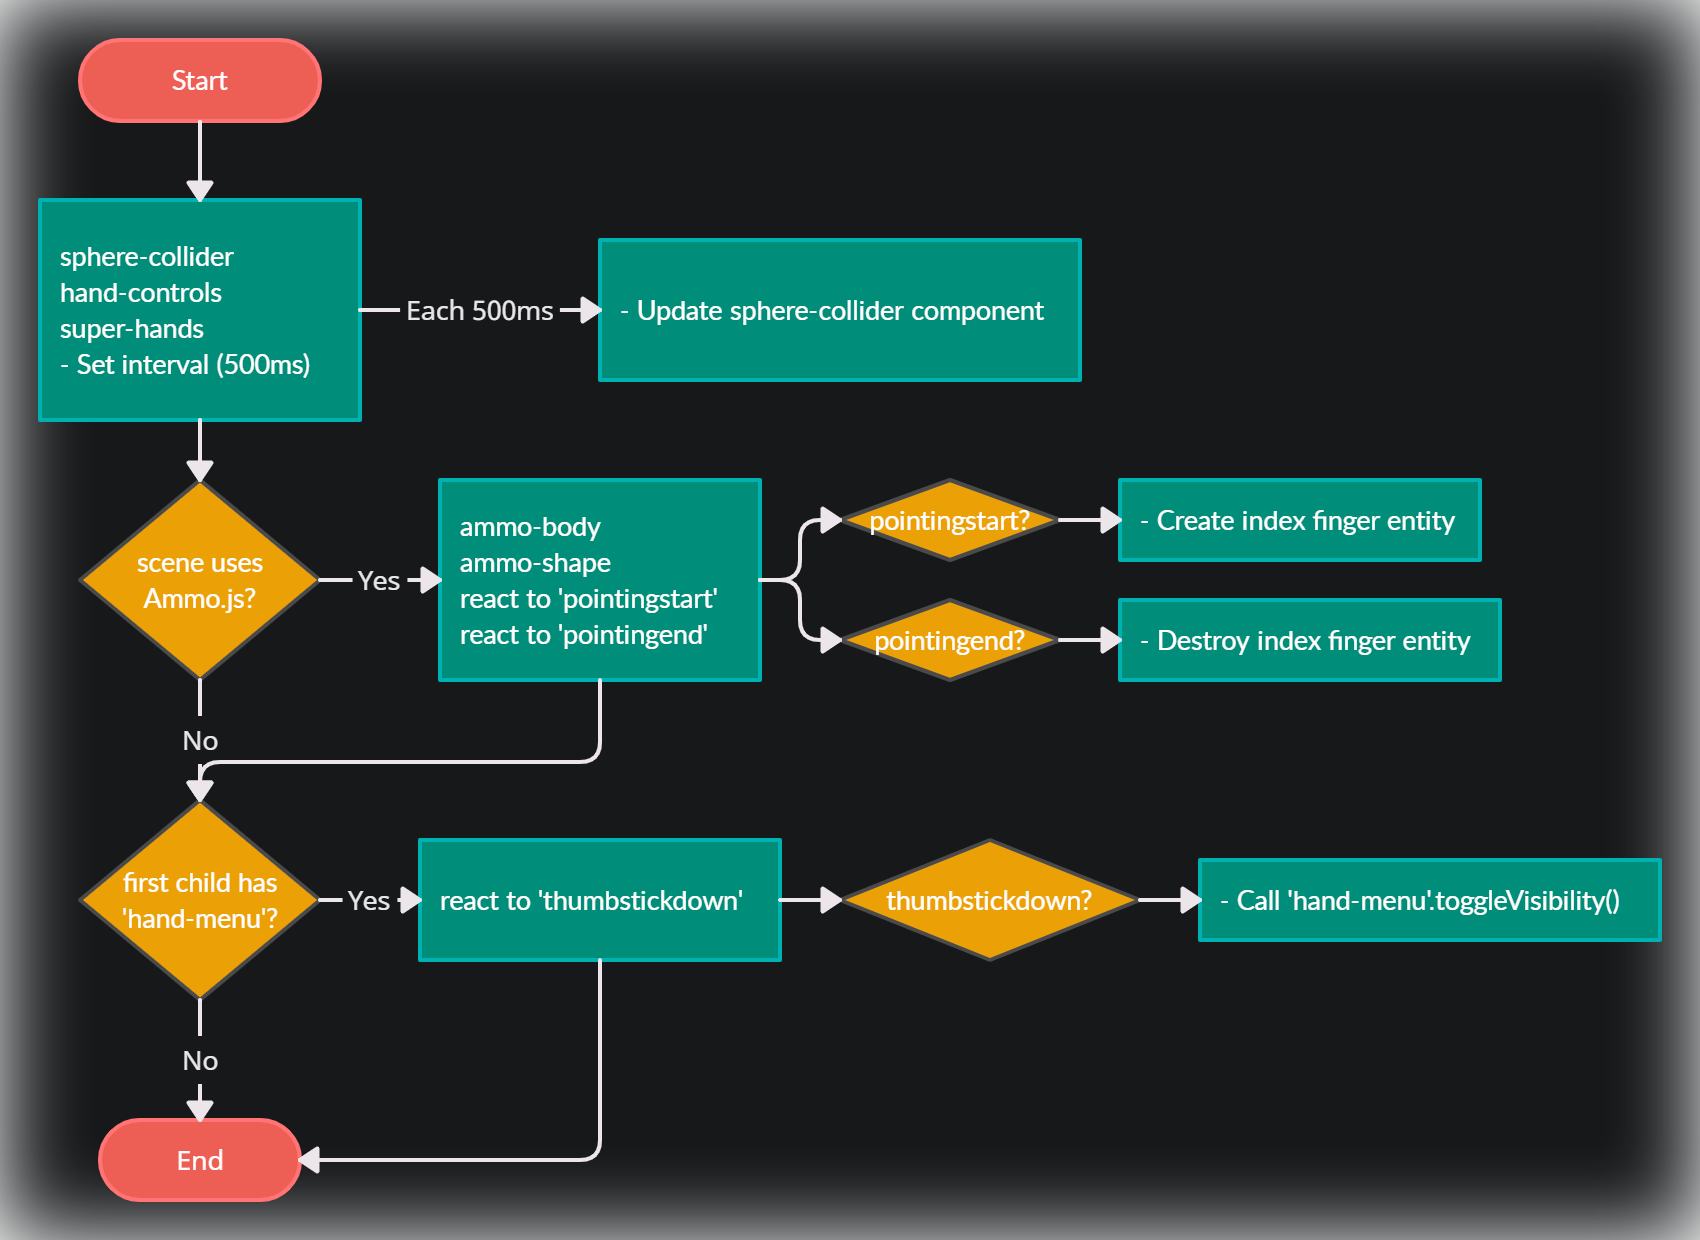 Start
sphere-collider
hand-controls
super-hands
- Set interval (500ms)
Each 500ms
- Update sphere-collider component
scene uses
Ammo.js?
Yes
ammo-body
ammo-shape
react to 'pointingstart'
react to 'pointingend'
pointingstart?
- Create index finger entity
pointingend?
- Destroy index finger entity
No
first child has
'hand-menu'?
Yes
react to 'thumbstickdown'
thumbstickdown?
- Call 'hand-menu'.toggleVisibility()
No
End